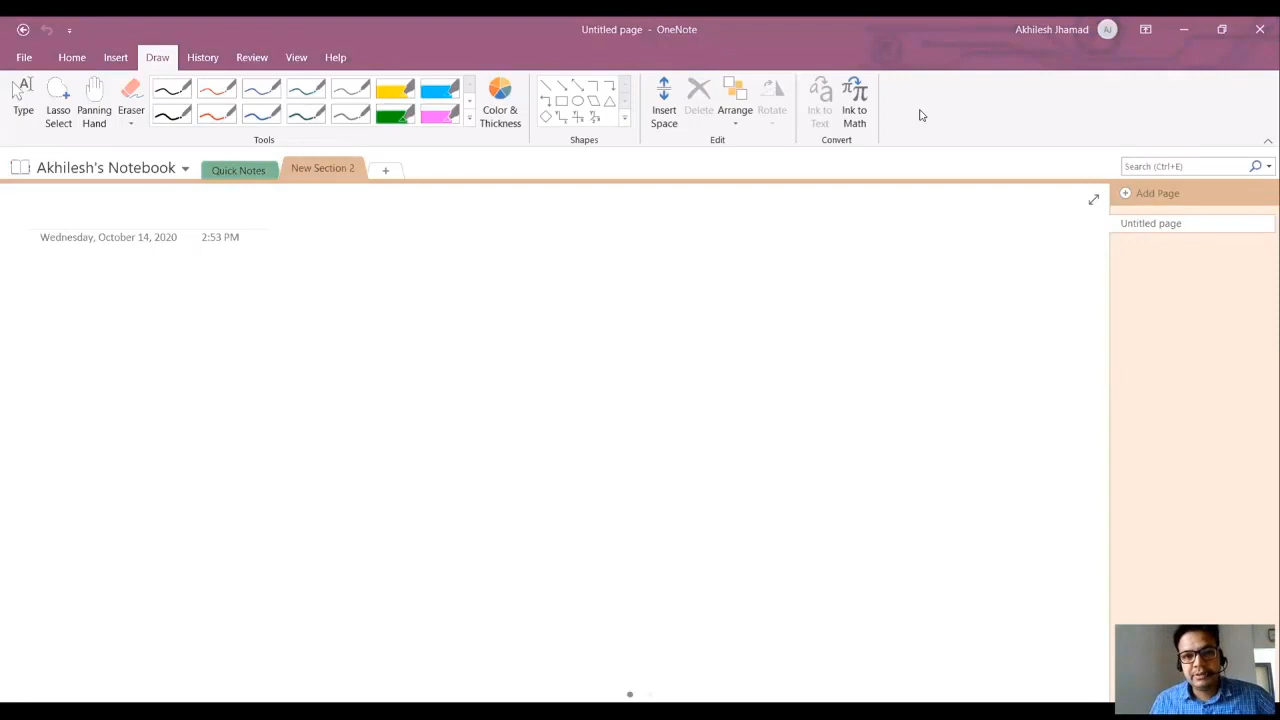 Untitled page - OneNote
Akhilesh Jhamad
AJ
File
Home
Insert
Draw
History
Review
View
Help
Type
Lasso
Select
Panning
Hand
Eraser
Color &
Thickness
Insert
Space
Delete
Arrange
Rotate
Ink to
Text
Ink to
Math
Tools
Shapes
Edit
Convert
Akhilesh's Notebook
Quick Notes
New Section 2
Search (Ctrl+E)
Add Page
Untitled page
Wednesday, October 14, 2020
2:53 PM